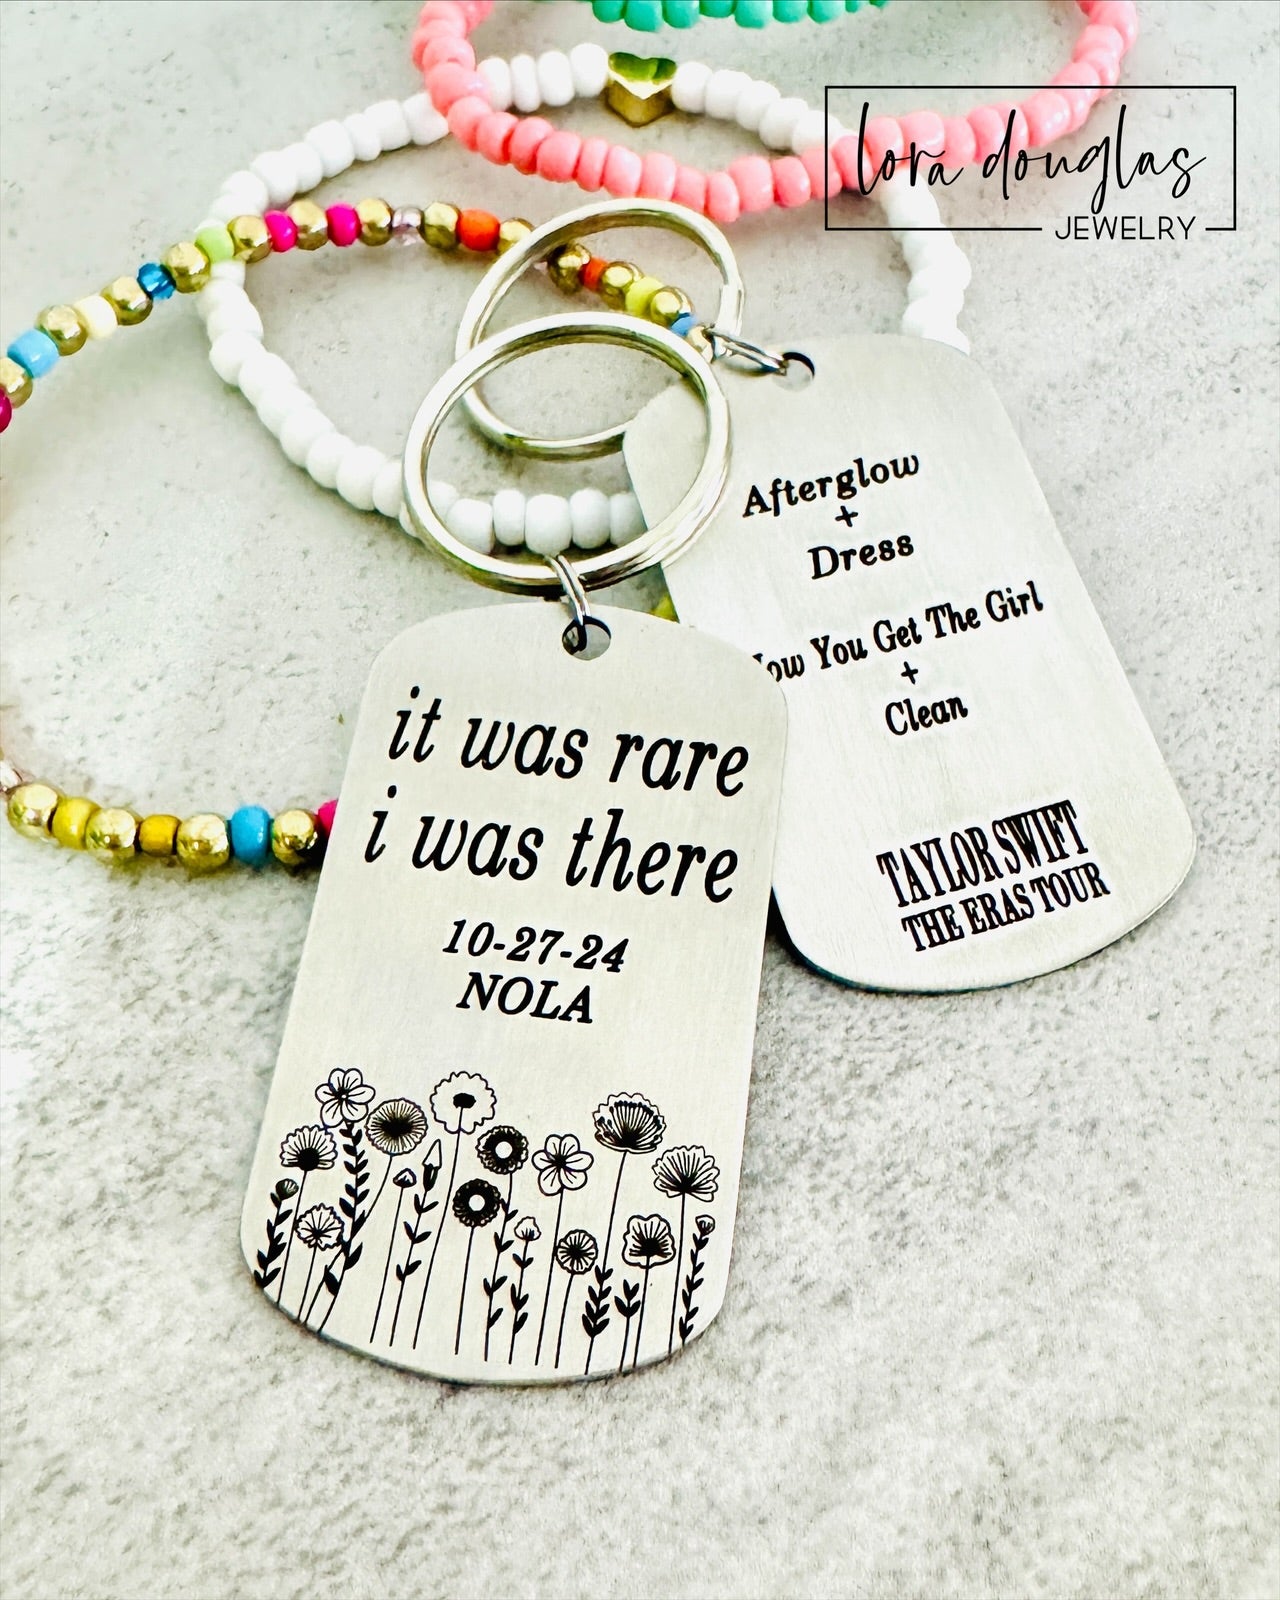 lora douglas
JEWELRY
Afterglow
+
Dress
You Get The Girl
+
Clean
TAYLOR SWIFT
THE ERAS TOUR
it was rare
i was there
10-27-24
NOLA